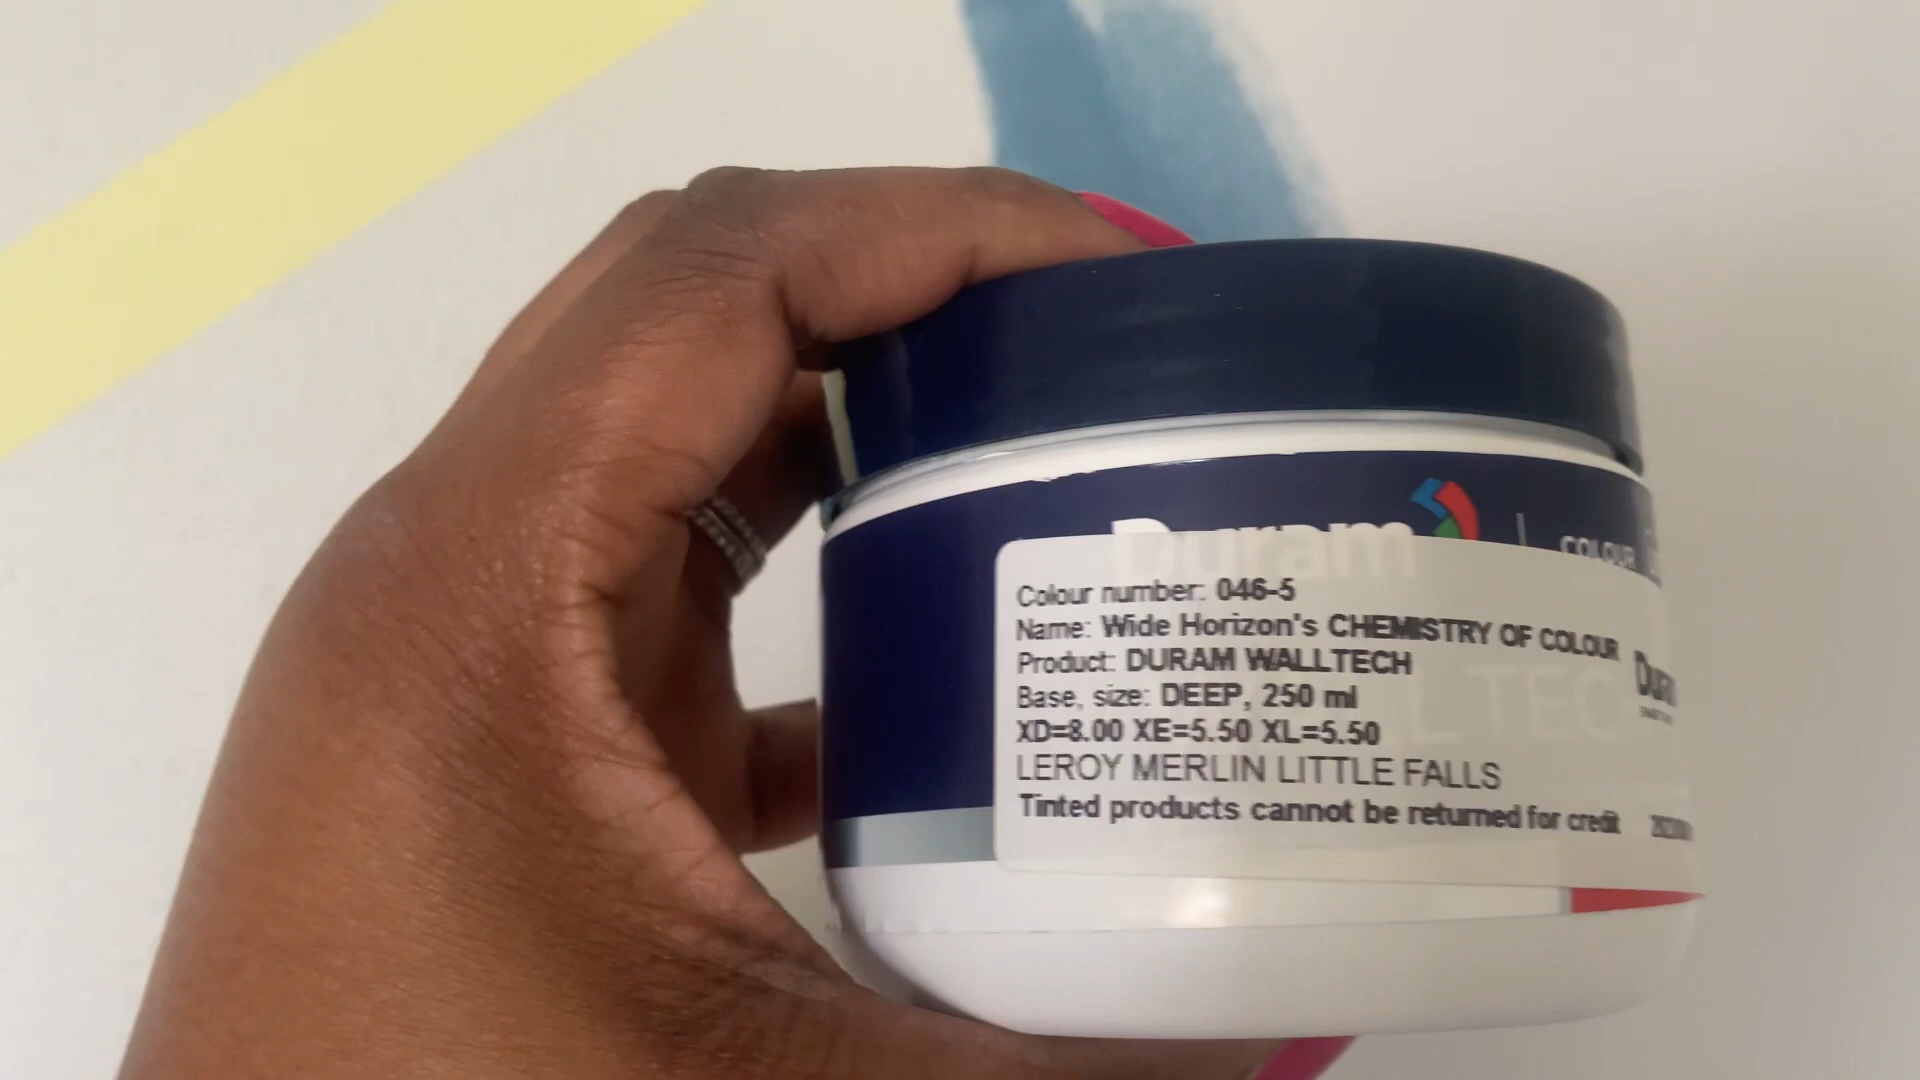 Duram
COLOUR
Colour number: 046-5
Name: Wide Horizon's CHEMISTRY OF COLOUR
Product: DURAM WALLTECH
Base, size: DEEP, 250 ml
XD=8.00 XE=5.50 XL=5.50
LEROY MERLIN LITTLE FALLS
Tinted products cannot be returned for credit